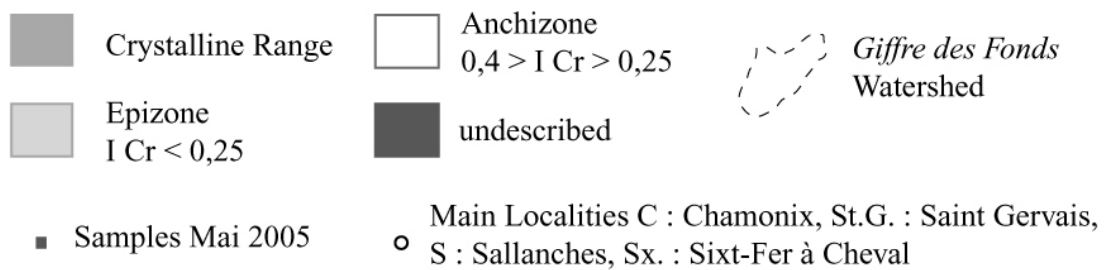 Crystalline Range
Anchizone
0,4 > I Cr > 0,25
Giffre des Fonds
Watershed
Epizone
I Cr < 0,25
undescribed
Samples Mai 2005
Main Localities C : Chamonix, St.G. : Saint Gervais,
S : Sallanches, Sx. : Sixt-Fer à Cheval